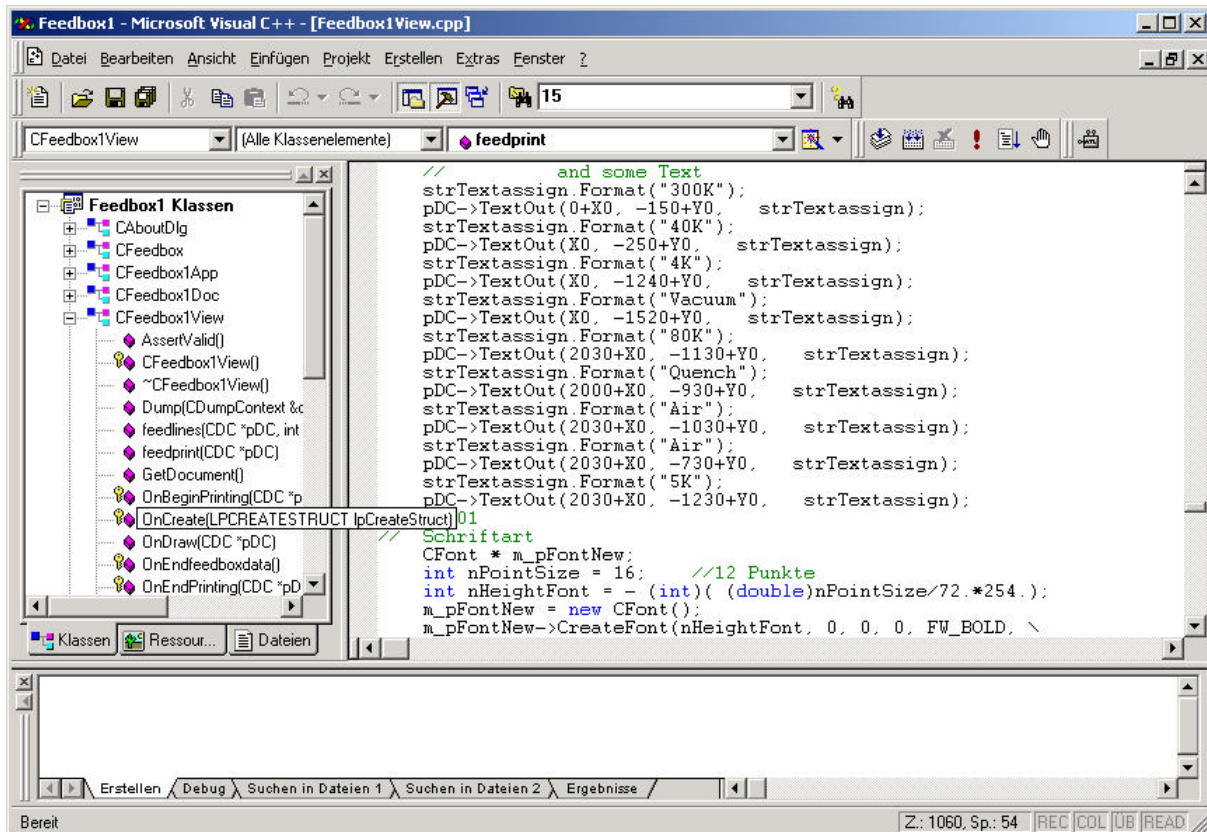 Feedbox1 - Microsoft Visual C++ - [Feedbox1View.cpp]
Datei Bearbeiten Ansicht Einfügen Projekt Erstellen Extras Fenster ?
15
CFeedbox1View (Alle Klassenelemente) feedprint
Feedbox1 Klassen
CAboutDlg
CFeedbox
CFeedbox1App
CFeedbox1Doc
CFeedbox1View
AssertValid()
CFeedbox1View()
~CFeedbox1View()
Dump(CDumpContext &c
feedlines(CDC *pDC, int
feedprint(CDC *pDC)
GetDocument()
OnBeginPrinting(CDC *p
OnCreate(LPCREATESTRUCT lpCreateStruct)
OnDraw(CDC *pDC)
OnEndfeedboxdata()
OnEndPrinting(CDC *pD
Klassen Ressour... Dateien
// and some Text
strTextassign.Format("300K");
pDC->TextOut(0+X0, -150+Y0, strTextassign);
strTextassign.Format("40K");
pDC->TextOut(X0, -250+Y0, strTextassign);
strTextassign.Format("4K");
pDC->TextOut(X0, -1240+Y0, strTextassign);
strTextassign.Format("Vacuum");
pDC->TextOut(X0, -1520+Y0, strTextassign);
strTextassign.Format("80K");
pDC->TextOut(2030+X0, -1130+Y0, strTextassign);
strTextassign.Format("Quench");
pDC->TextOut(2000+X0, -930+Y0, strTextassign);
strTextassign.Format("Air");
pDC->TextOut(2030+X0, -1030+Y0, strTextassign);
strTextassign.Format("Air");
pDC->TextOut(2030+X0, -730+Y0, strTextassign);
strTextassign.Format("5K");
pDC->TextOut(2030+X0, -1230+Y0, strTextassign);
01
// Schriftart
CFont * m_pFontNew;
int nPointSize = 16; //12 Punkte
int nHeightFont = - (int)( (double)nPointSize/72.*254.);
m_pFontNew = new CFont();
m_pFontNew->CreateFont(nHeightFont, 0, 0, 0, FW_BOLD, \
Erstellen Debug Suchen in Dateien 1 Suchen in Dateien 2 Ergebnisse
Bereit Z.: 1060, Sp.: 54 REC COL ÜB READ